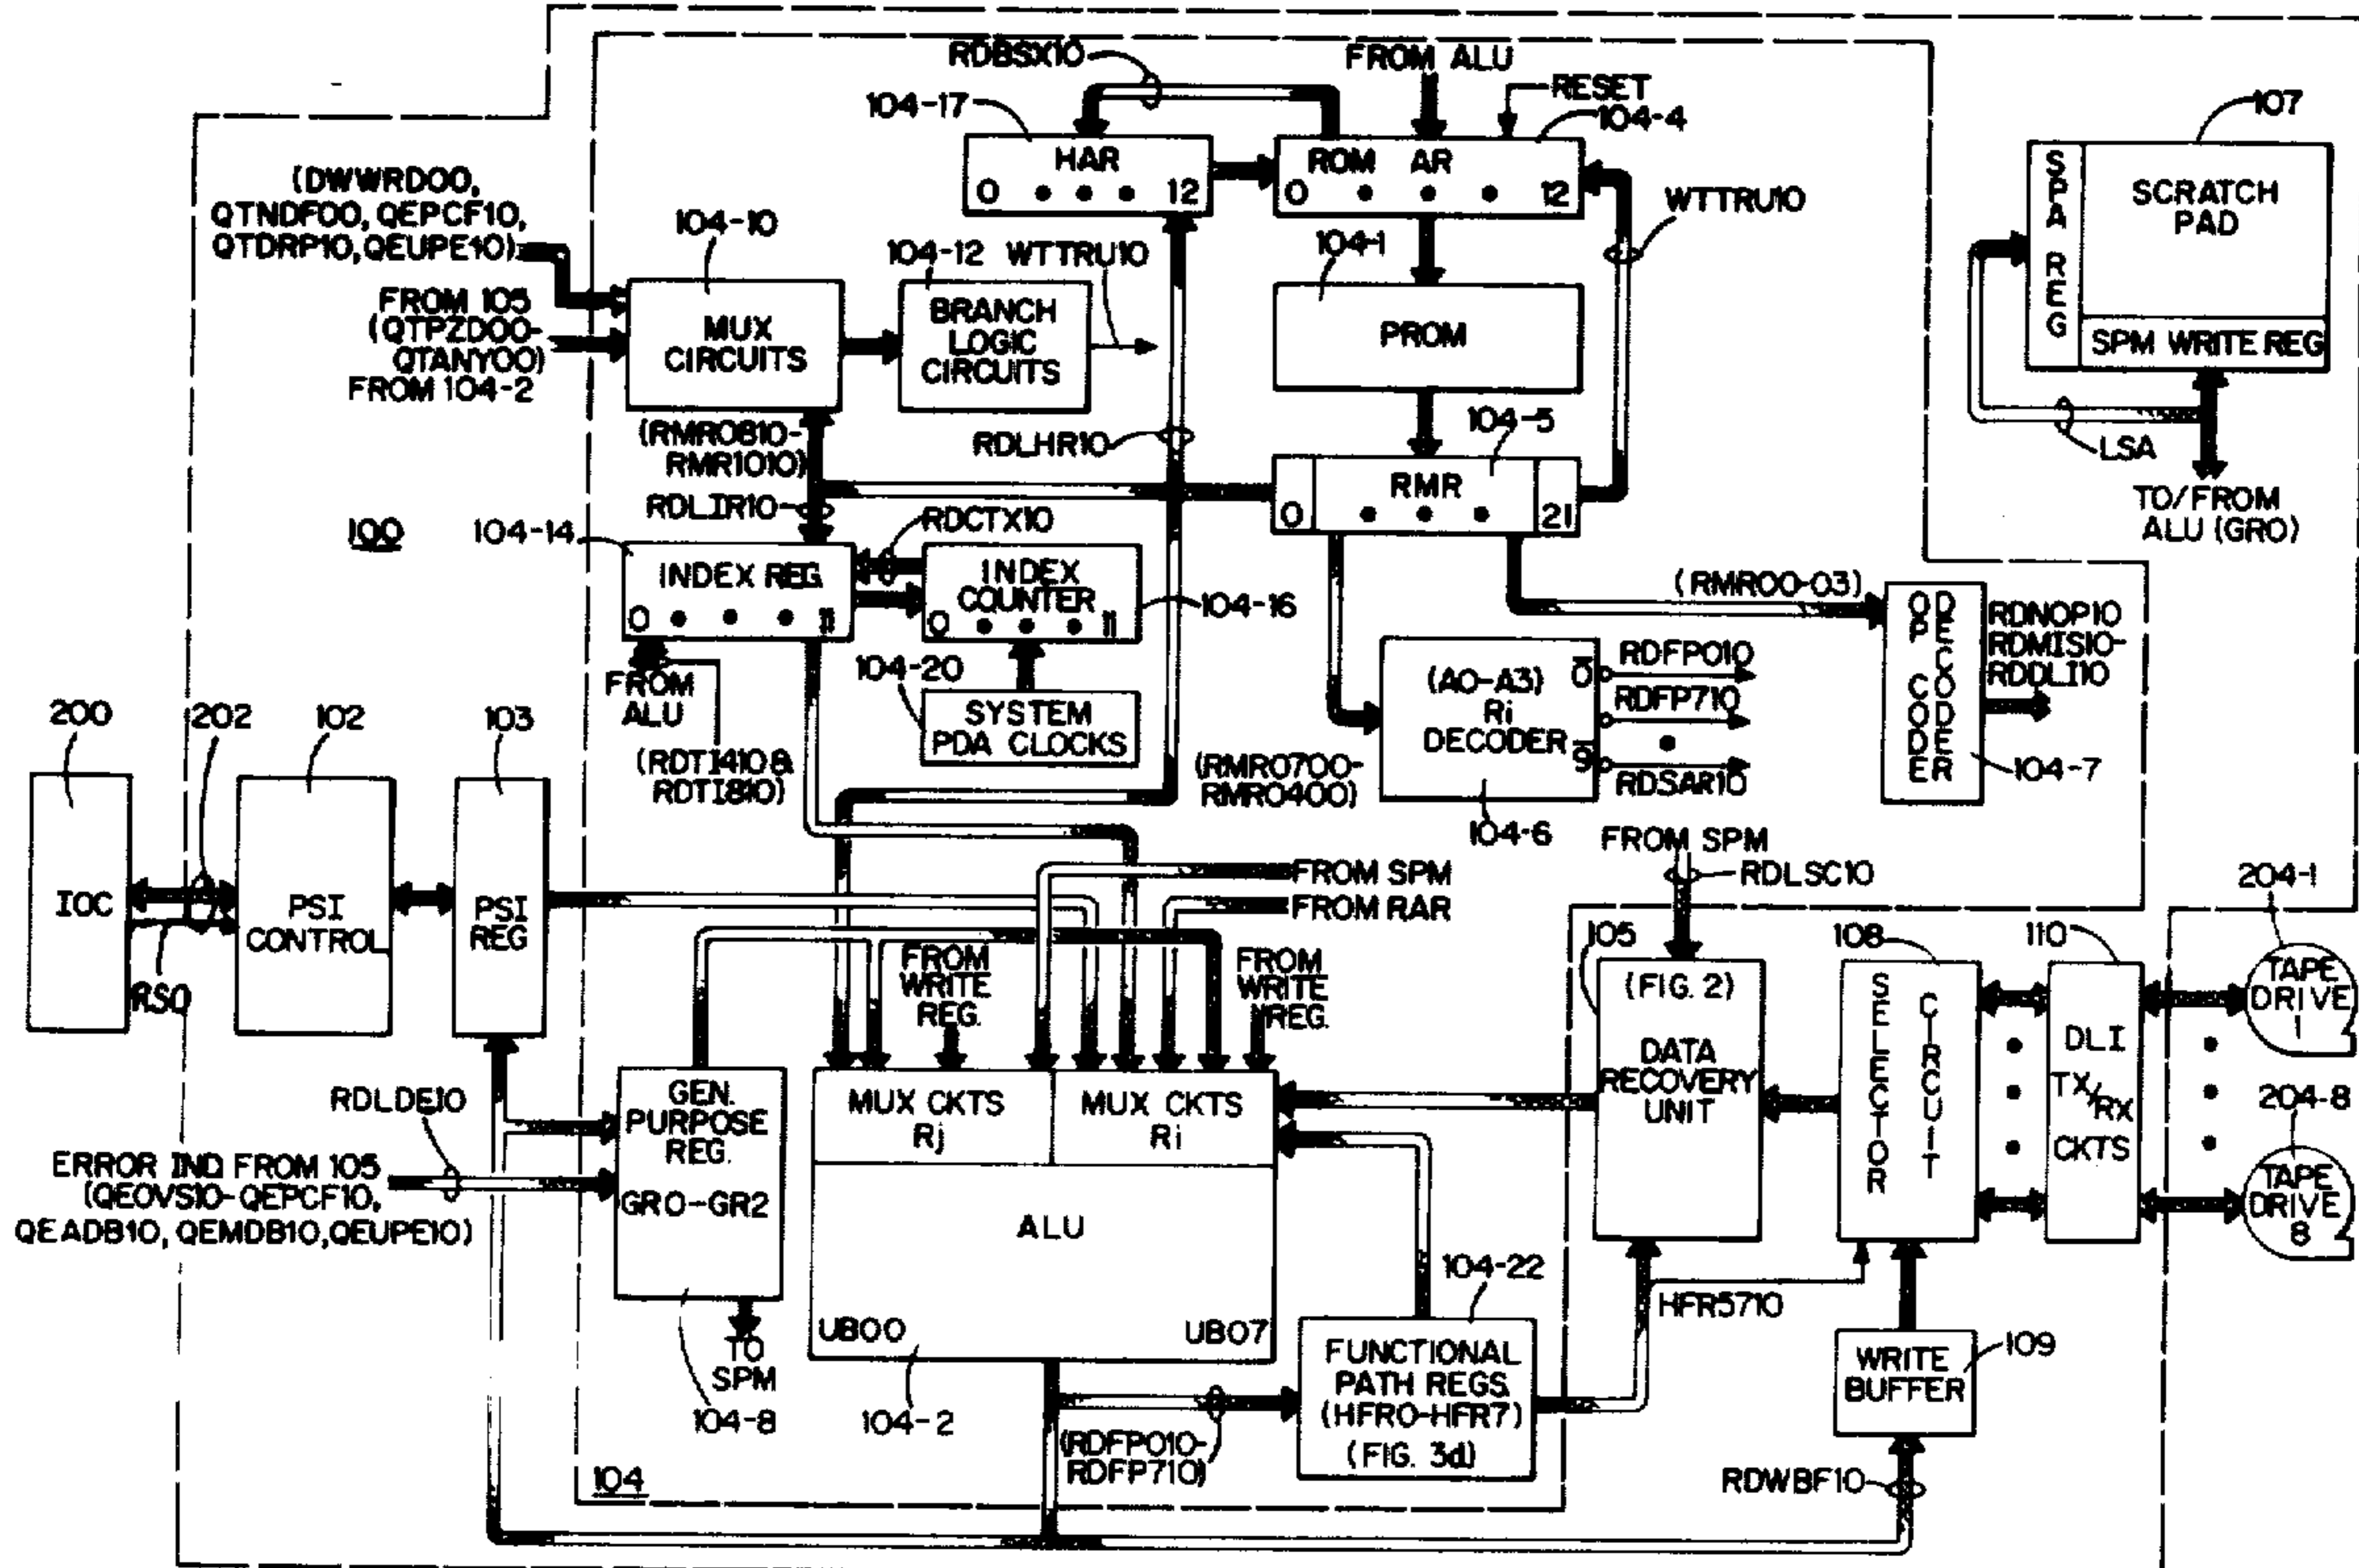 RDBSX10
FROM ALU
RESET
104-17
104-4
107
HAR
0 • • • 12
ROM AR
0 • • • 12
SPA REG
SCRATCH
PAD
SPM WRITE REG
(DWWRD00,
QTNDF00, QEPCF10,
QTDRP10, QEUPE10)
104-10
104-12
WTTRU10
104-1
WTTRU10
FROM 105
(QTPZD00-
QTANY00)
FROM 104-2
MUX
CIRCUITS
BRANCH
LOGIC
CIRCUITS
PROM
(RMR0810-
RMR1010)
RDLHR10
104-5
LSA
RDLIR10
RMR
0 • • • 21
TO/FROM
ALU (GR0)
100
104-14
RDCTX10
INDEX REG.
0 • • • 11
INDEX
COUNTER
0 • • • 11
104-16
(RMR00-03)
OP CODE
DECODER
RDNOP10
RDMIS10-
RDDLI10
104-7
104-20
FROM
ALU
SYSTEM
PDA CLOCKS
(RDTI410&
RDTI810)
(RMR0700-
RMR0400)
(A0-A3)
Ri
DECODER
0
9
RDFP010
RDFP710
•
RDSAR10
104-6
200
202
102
103
IOC
PSI
CONTROL
PSI
REG
RS0
FROM SPM
FROM RAR
FROM SPM
RDLSC10
204-1
105
108
110
FROM
WRITE
REG.
FROM
WRITE
REG.
(FIG. 2)
DATA
RECOVERY
UNIT
SELECTOR
CIRCUIT
DLI
TX/RX
CKTS
TAPE
DRIVE
1
204-8
TAPE
DRIVE
8
RDLDE10
ERROR IND FROM 105
(QEOVS10-QEPCF10,
QEADB10, QEMDB10, QEUPE10)
GEN.
PURPOSE
REG.
GR0-GR2
MUX CKTS
Rj
MUX CKTS
Ri
ALU
UB00
UB07
TO
SPM
104-8
104-2
104-22
HFR5710
FUNCTIONAL
PATH REGS.
(HFR0-HFR7)
(FIG. 3d)
WRITE
BUFFER
109
(RDFP010-
RDFP710)
RDWBF10
104